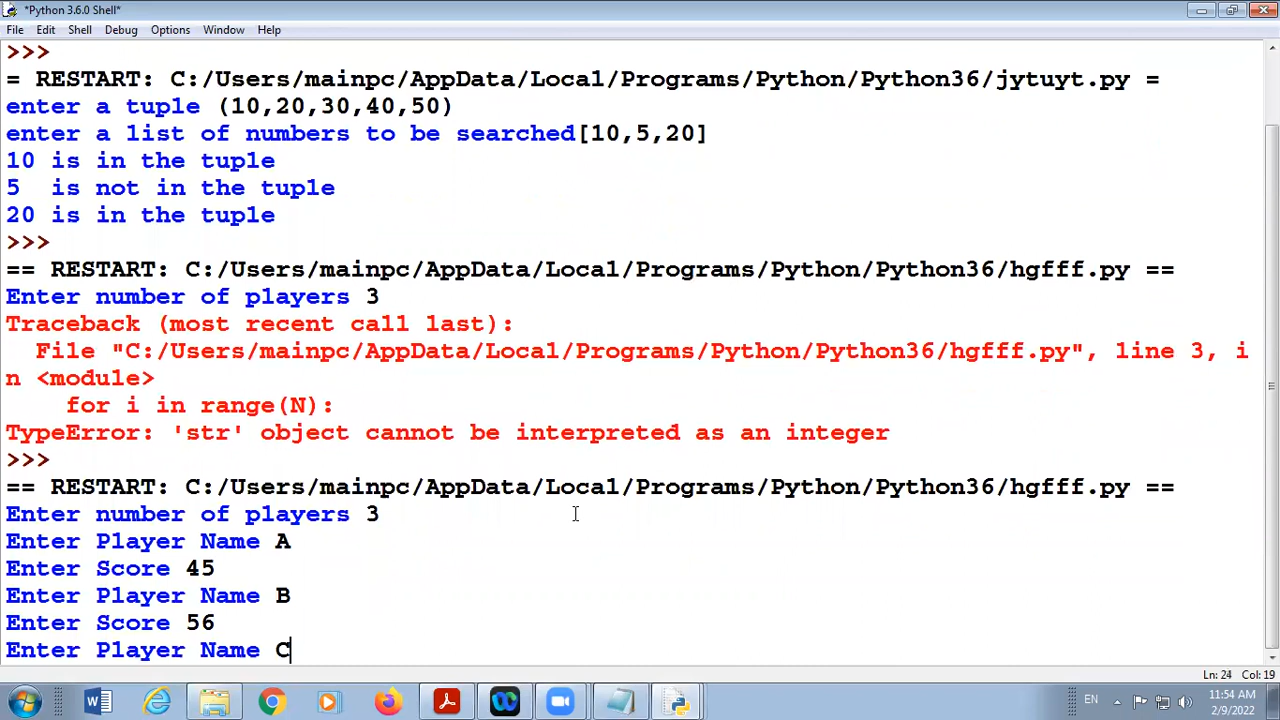 *Python 3.6.0 Shell*
File Edit Shell Debug Options Window Help
>>>
= RESTART: C:/Users/mainpc/AppData/Local/Programs/Python/Python36/jytuyt.py =
enter a tuple (10,20,30,40,50)
enter a list of numbers to be searched[10,5,20]
10 is in the tuple
5  is not in the tuple
20 is in the tuple
>>>
== RESTART: C:/Users/mainpc/AppData/Local/Programs/Python/Python36/hgfff.py ==
Enter number of players 3
Traceback (most recent call last):
  File "C:/Users/mainpc/AppData/Local/Programs/Python/Python36/hgfff.py", line 3, i
n <module>
    for i in range(N):
TypeError: 'str' object cannot be interpreted as an integer
>>>
== RESTART: C:/Users/mainpc/AppData/Local/Programs/Python/Python36/hgfff.py ==
Enter number of players 3
Enter Player Name A
Enter Score 45
Enter Player Name B
Enter Score 56
Enter Player Name C
Ln: 24 Col: 19
EN
11:54 AM
2/9/2022